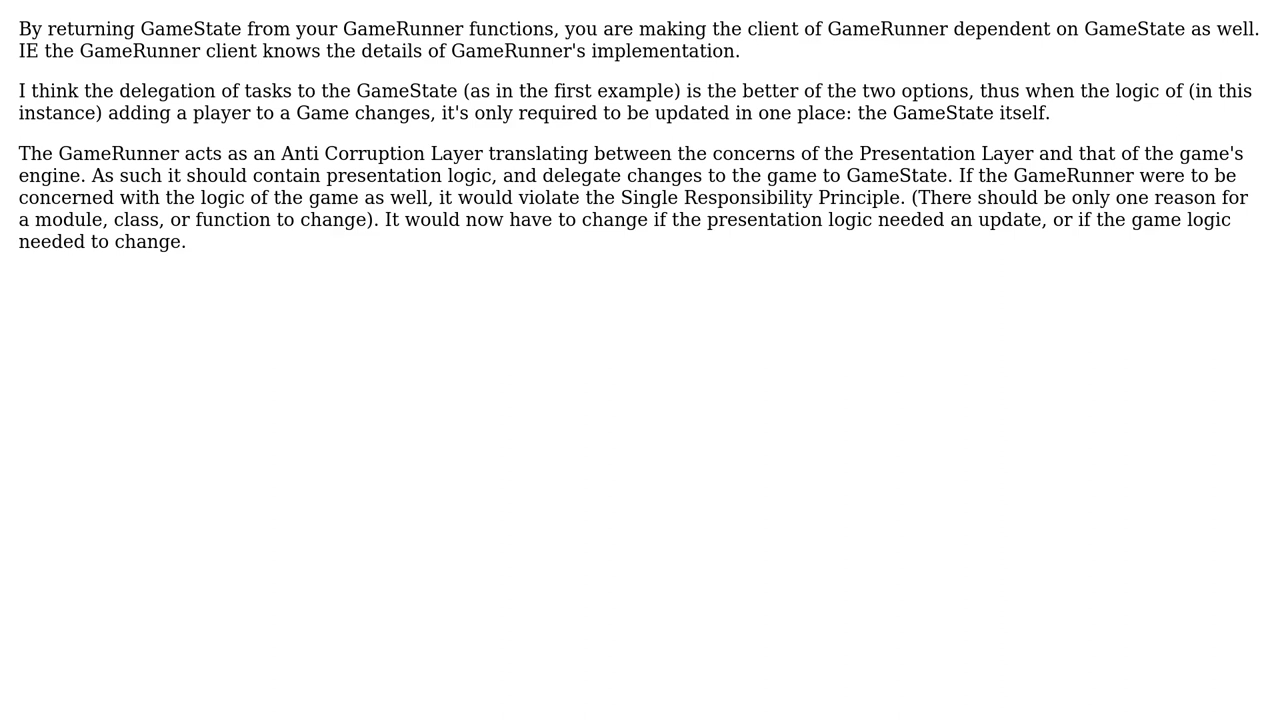 By returning GameState from your GameRunner functions, you are making the client of GameRunner dependent on GameState as well.
IE the GameRunner client knows the details of GameRunner's implementation.
I think the delegation of tasks to the GameState (as in the first example) is the better of the two options, thus when the logic of (in this
instance) adding a player to a Game changes, it's only required to be updated in one place: the GameState itself.
The GameRunner acts as an Anti Corruption Layer translating between the concerns of the Presentation Layer and that of the game's
engine. As such it should contain presentation logic, and delegate changes to the game to GameState. If the GameRunner were to be
concerned with the logic of the game as well, it would violate the Single Responsibility Principle. (There should be only one reason for
a module, class, or function to change). It would now have to change if the presentation logic needed an update, or if the game logic
needed to change.